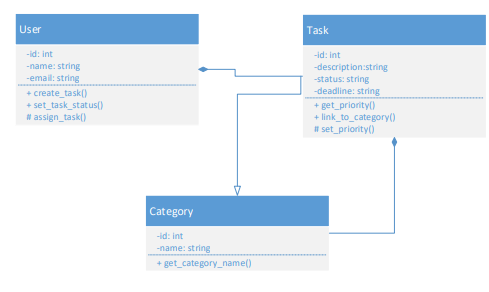 User
-id: int
-name: string
-email: string
+ create_task()
+ set_task_status()
# assign_task()
Task
-id: int
-description:string
-status: string
-deadline: string
+ get_priority()
+ link_to_category()
# set_priority()
Category
-id: int
-name: string
+ get_category_name()